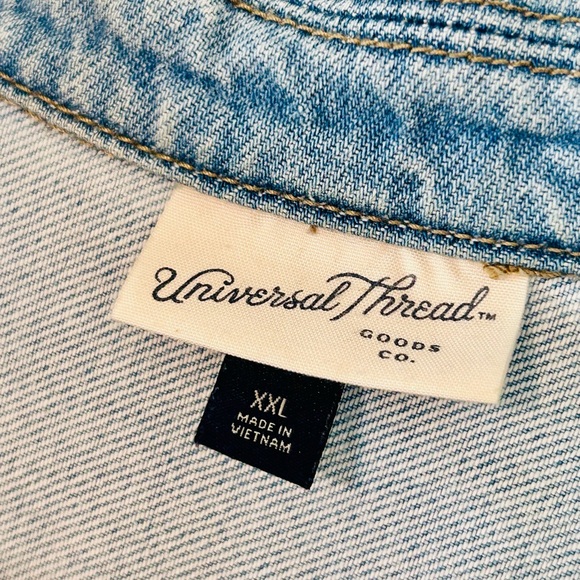 Universal Thread™
GOODS
CO.
XXL
MADE IN
VIETNAM